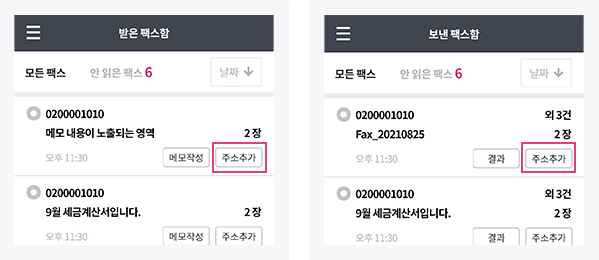 받은 팩스함
모든 팩스 안 읽은 팩스 6 날짜 ↓
0200001010
메모 내용이 노출되는 영역 2 장
오후 11:30 메모작성 주소추가
0200001010
9월 세금계산서입니다. 2 장
오후 11:30 메모작성 주소추가
보낸 팩스함
모든 팩스 안 읽은 팩스 6 날짜 ↓
0200001010 외 3건
Fax_20210825 2 장
오후 11:30 결과 주소추가
0200001010 외 3건
9월 세금계산서입니다. 2 장
오후 11:30 결과 주소추가